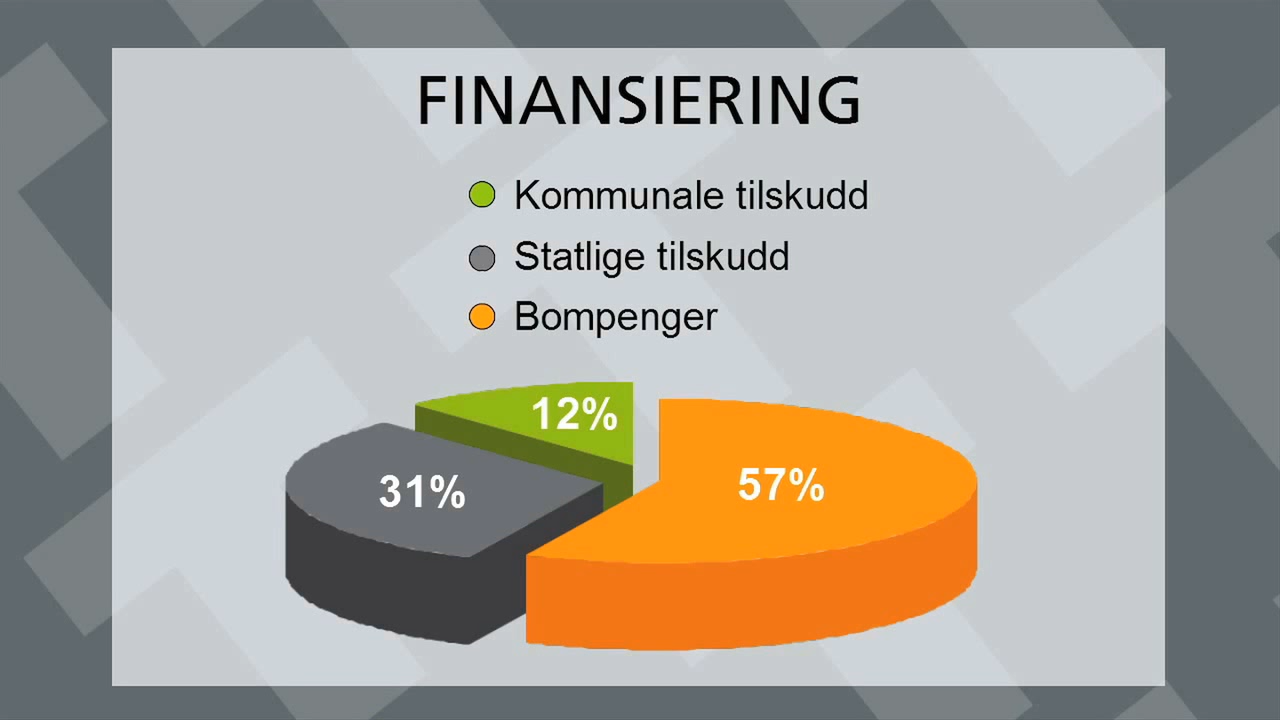 FINANSIERING
Kommunale tilskudd
Statlige tilskudd
Bompenger
12%
31%
57%